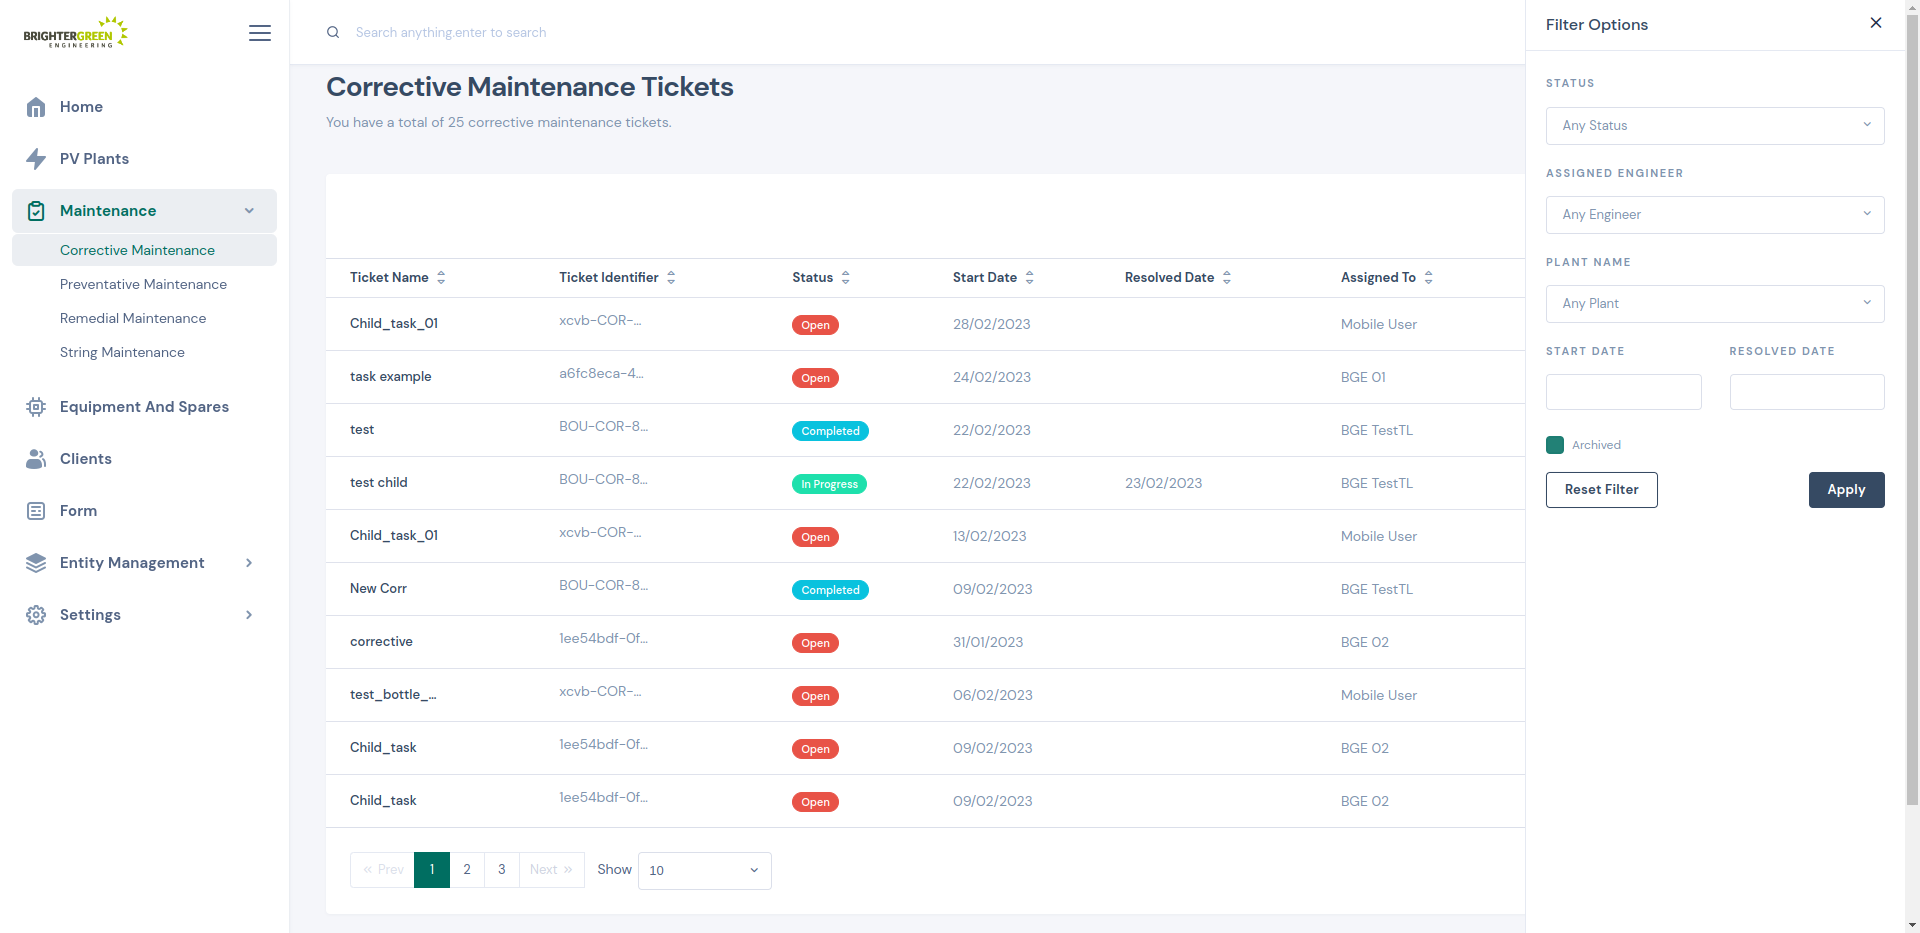 BRIGHTERGREEN
ENGINEERING
Home
PV Plants
Maintenance
Corrective Maintenance
Preventative Maintenance
Remedial Maintenance
String Maintenance
Equipment And Spares
Clients
Form
Entity Management
Settings
Search anything.enter to search
Corrective Maintenance Tickets
You have a total of 25 corrective maintenance tickets.
Ticket Name Ticket Identifier Status Start Date Resolved Date Assigned To
Child_task_01 xcvb-COR-... Open 28/02/2023 Mobile User
task example a6fc8eca-4... Open 24/02/2023 BGE 01
test BOU-COR-8... Completed 22/02/2023 BGE TestTL
test child BOU-COR-8... In Progress 22/02/2023 23/02/2023 BGE TestTL
Child_task_01 xcvb-COR-... Open 13/02/2023 Mobile User
New Corr BOU-COR-8... Completed 09/02/2023 BGE TestTL
corrective 1ee54bdf-0f... Open 31/01/2023 BGE 02
test_bottle_... xcvb-COR-... Open 06/02/2023 Mobile User
Child_task 1ee54bdf-0f... Open 09/02/2023 BGE 02
Child_task 1ee54bdf-0f... Open 09/02/2023 BGE 02
« Prev 1 2 3 Next » Show 10
Filter Options
STATUS
Any Status
ASSIGNED ENGINEER
Any Engineer
PLANT NAME
Any Plant
START DATE RESOLVED DATE
Archived
Reset Filter Apply